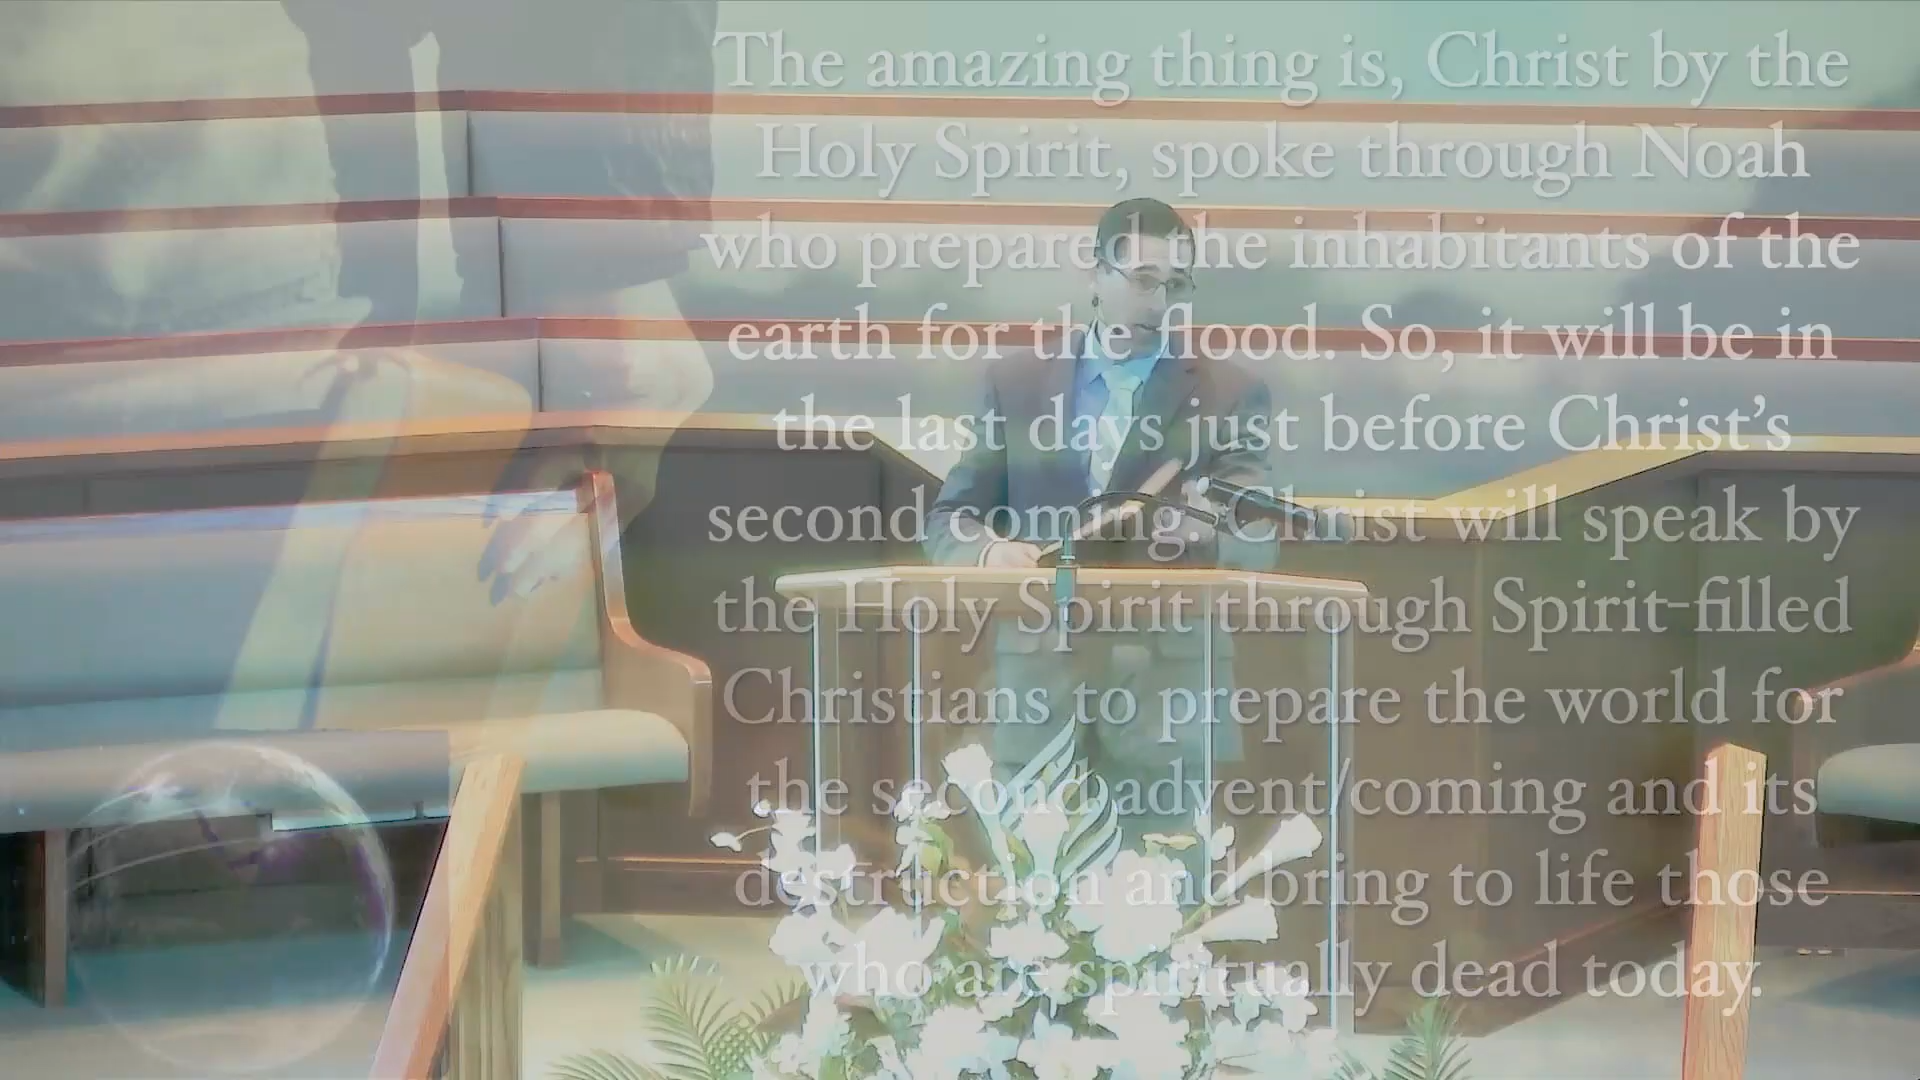 The amazing thing is, Christ by the
Holy Spirit, spoke through Noah
who prepared the inhabitants of the
earth for the flood. So, it will be in
the last days just before Christ's
second coming. Christ will speak by
the Holy Spirit through Spirit-filled
Christians to prepare the world for
the second advent/coming and its
destruction and bring to life those
who are spiritually dead today.